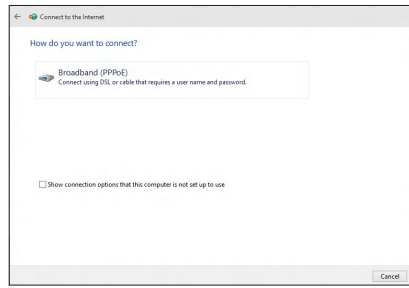 Connect to the Internet
How do you want to connect?
Broadband (PPPoE)
Connect using DSL or cable that requires a user name and password.
Show connection options that this computer is not set up to use
Cancel